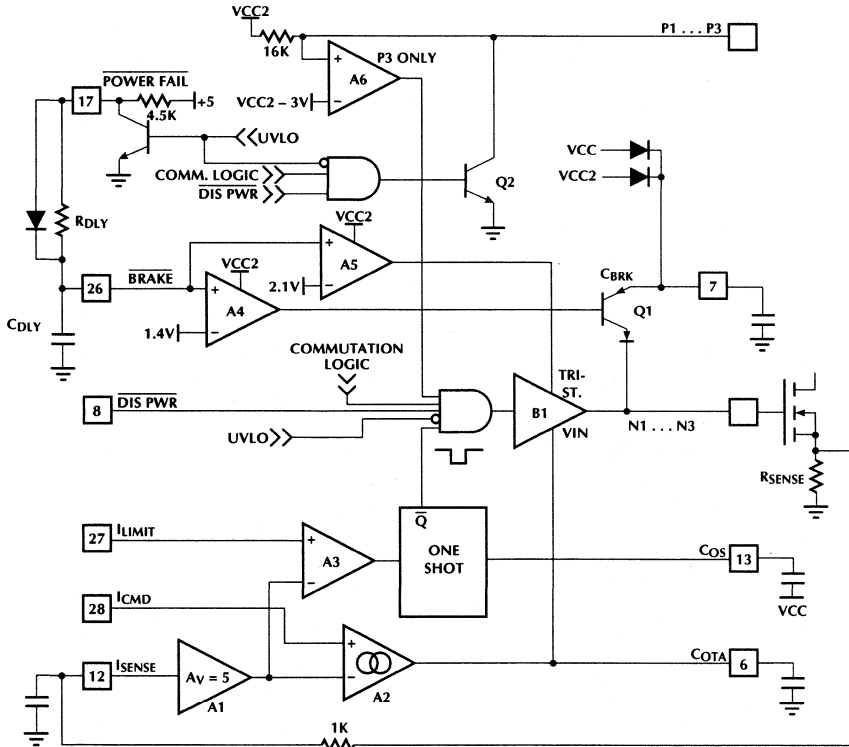 VCC2
16K
P1 . . . P3
P3 ONLY
+
A6
−
VCC2 – 3V
POWER FAIL
17
+5
4.5K
UVLO
COMM. LOGIC
DIS PWR
Q2
VCC
VCC2
RDLY
VCC2
+
A5
−
2.1V
26
BRAKE
VCC2
+
A4
−
1.4V
CBRK
7
Q1
CDLY
COMMUTATION
LOGIC
TRI-
ST.
8
DIS PWR
B1
VIN
N1 . . . N3
UVLO
RSENSE
Q
27
ILIMIT
+
A3
−
ONE
SHOT
COS
13
VCC
28
ICMD
+
−
A2
12
ISENSE
AV = 5
A1
COTA
6
1K